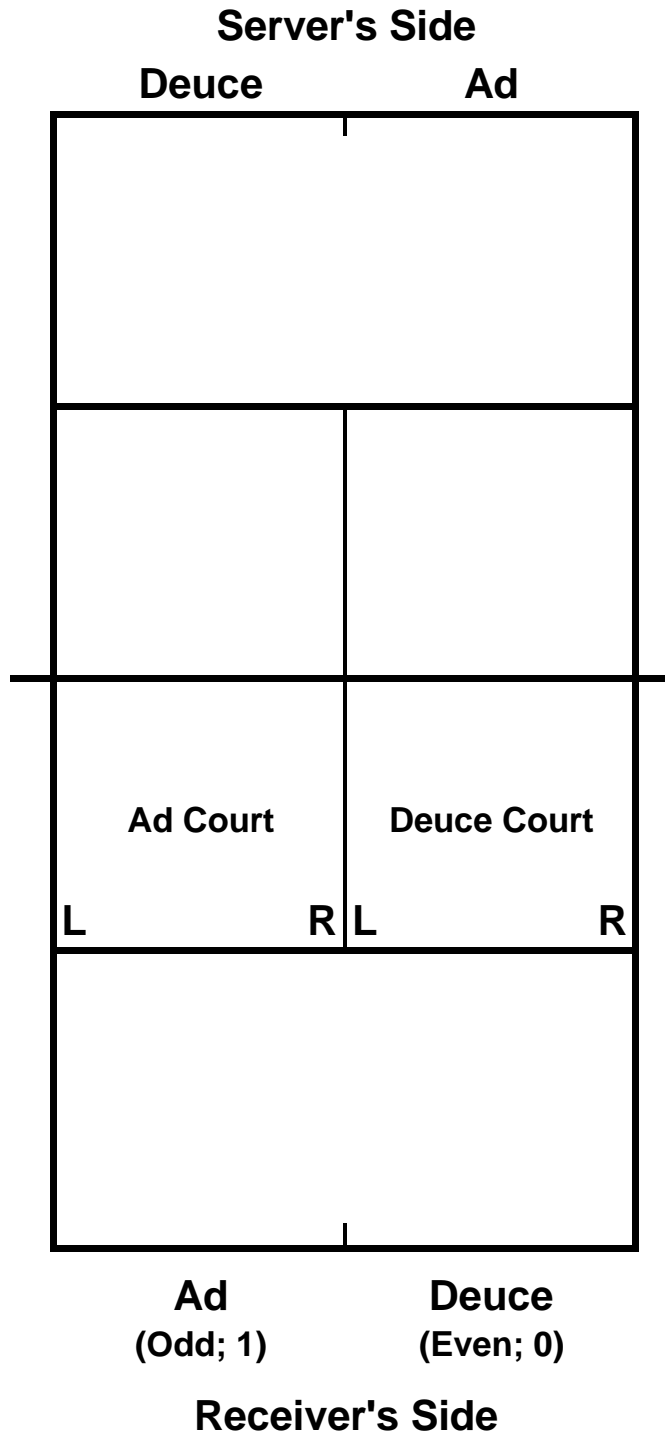 Server's Side
Deuce Ad
Ad Court Deuce Court
L R L R
Ad Deuce
(Odd; 1) (Even; 0)
Receiver's Side